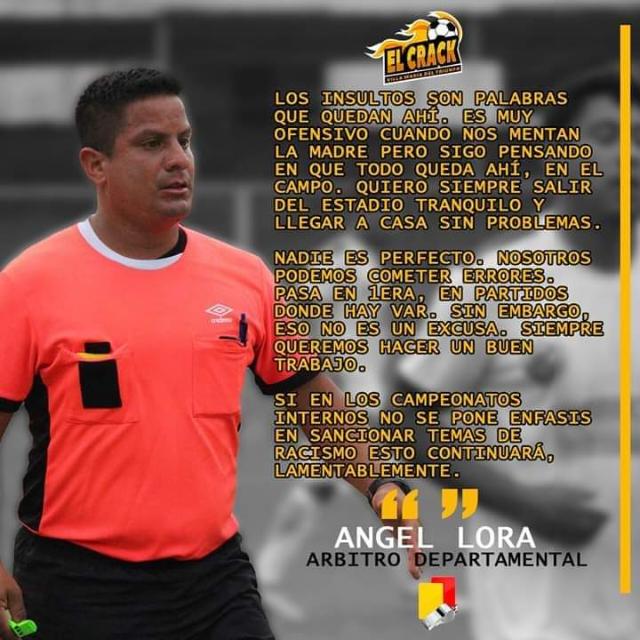 EL CRACK
VILLA MARIA DEL TRIUNFO
LOS INSULTOS SON PALABRAS
QUE QUEDAN AHÍ. ES MUY
OFENSIVO CUANDO NOS MENTAN
LA MADRE PERO SIGO PENSANDO
EN QUE TODO QUEDA AHÍ, EN EL
CAMPO. QUIERO SIEMPRE SALIR
DEL ESTADIO TRANQUILO Y
LLEGAR A CASA SIN PROBLEMAS.
NADIE ES PERFECTO. NOSOTROS
PODEMOS COMETER ERRORES.
PASA EN 1ERA, EN PARTIDOS
DONDE HAY VAR. SIN EMBARGO,
ESO NO ES UN EXCUSA. SIEMPRE
QUEREMOS HACER UN BUEN
TRABAJO.
SI EN LOS CAMPEONATOS
INTERNOS NO SE PONE ENFASIS
EN SANCIONAR TEMAS DE
RACISMO ESTO CONTINUARÁ,
LAMENTABLEMENTE.
“ ”
ANGEL LORA
ARBITRO DEPARTAMENTAL
umbro